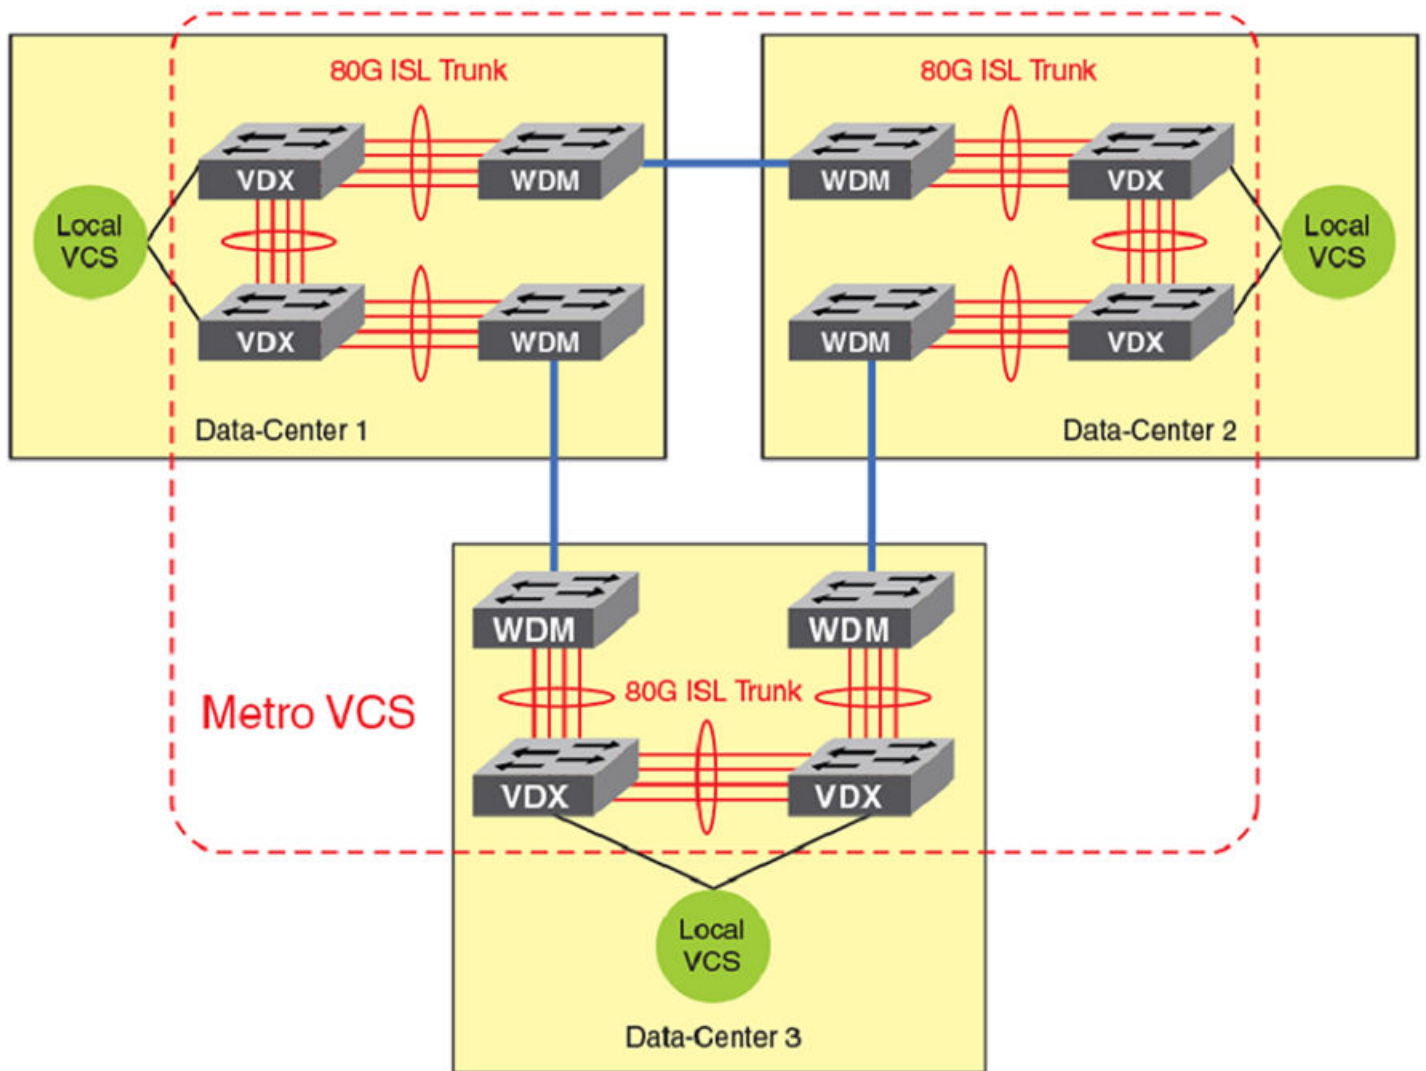 80G ISL Trunk
80G ISL Trunk
VDX
WDM
WDM
VDX
Local
VCS
Local
VCS
VDX
WDM
WDM
VDX
Data-Center 1
Data-Center 2
WDM
WDM
80G ISL Trunk
Metro VCS
VDX
VDX
Local
VCS
Data-Center 3